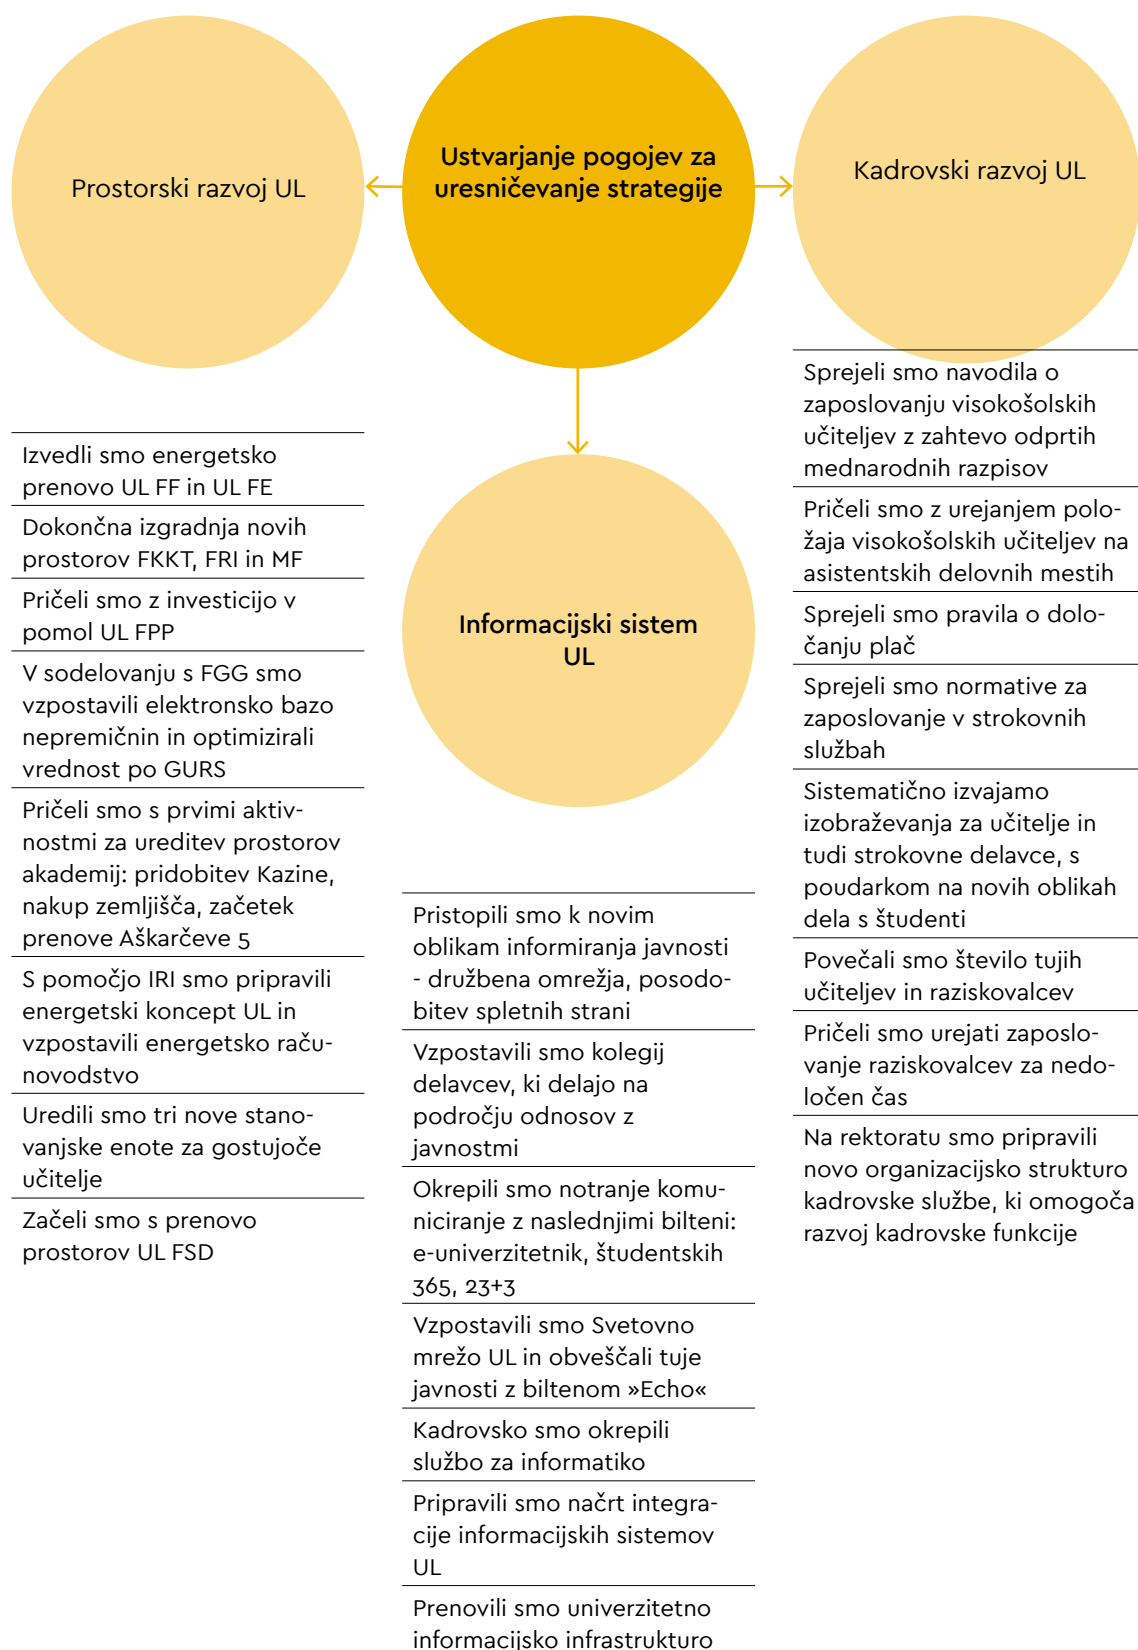 Ustvarjanje pogojev za
uresničevanje strategije
Prostorski razvoj UL
Izvedli smo energetsko
prenovo UL FF in UL FE
Dokončna izgradnja novih
prostorov FKKT, FRI in MF
Pričeli smo z investicijo v
pomol UL FPP
V sodelovanju s FGG smo
vzpostavili elektronsko bazo
nepremičnin in optimizirali
vrednost po GURS
Pričeli smo s prvimi aktiv-
nostmi za ureditev prostorov
akademij: pridobitev Kazine,
nakup zemljišča, začetek
prenove Aškarčeve 5
S pomočjo IRI smo pripravili
energetski koncept UL in
vzpostavili energetsko raču-
novodstvo
Uredili smo tri nove stano-
vanjske enote za gostujoče
učitelje
Začeli smo s prenovo
prostorov UL FSD
Informacijski sistem
UL
Pristopili smo k novim
oblikam informiranja javnosti
- družbena omrežja, posodo-
bitev spletnih strani
Vzpostavili smo kolegij
delavcev, ki delajo na
področju odnosov z
javnostmi
Okrepili smo notranje komu-
niciranje z naslednjimi bilteni:
e-univerzitetnik, študentskih
365, 23+3
Vzpostavili smo Svetovno
mrežo UL in obveščali tuje
javnosti z biltenom »Echo«
Kadrovsko smo okrepili
službo za informatiko
Pripravili smo načrt integra-
cije informacijskih sistemov
UL
Prenovili smo univerzitetno
informacijsko infrastrukturo
Kadrovski razvoj UL
Sprejeli smo navodila o
zaposlovanju visokošolskih
učiteljev z zahtevo odprtih
mednarodnih razpisov
Pričeli smo z urejanjem polo-
žaja visokošolskih učiteljev na
asistentskih delovnih mestih
Sprejeli smo pravila o dolo-
čanju plač
Sprejeli smo normative za
zaposlovanje v strokovnih
službah
Sistematično izvajamo
izobraževanja za učitelje in
tudi strokovne delavce, s
poudarkom na novih oblikah
dela s študenti
Povečali smo število tujih
učiteljev in raziskovalcev
Pričeli smo urejati zaposlo-
vanje raziskovalcev za nedo-
ločen čas
Na rektoratu smo pripravili
novo organizacijsko strukturo
kadrovske službe, ki omogoča
razvoj kadrovske funkcije